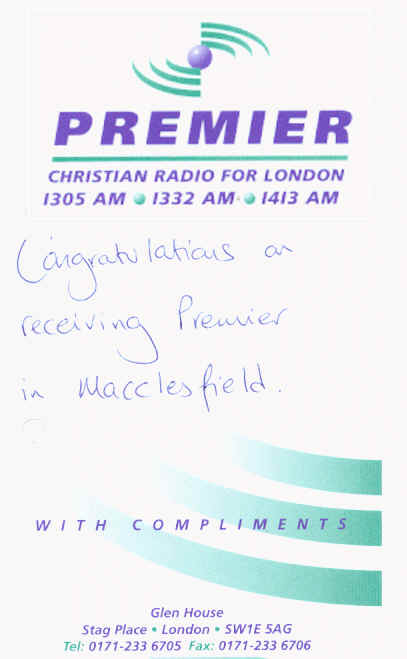 PREMIER
CHRISTIAN RADIO FOR LONDON
1305 AM • 1332 AM • 1413 AM
Congratulations on
receiving Premier
in Macclesfield.
WITH COMPLIMENTS
Glen House
Stag Place • London • SW1E 5AG
Tel: 0171-233 6705 Fax: 0171-233 6706